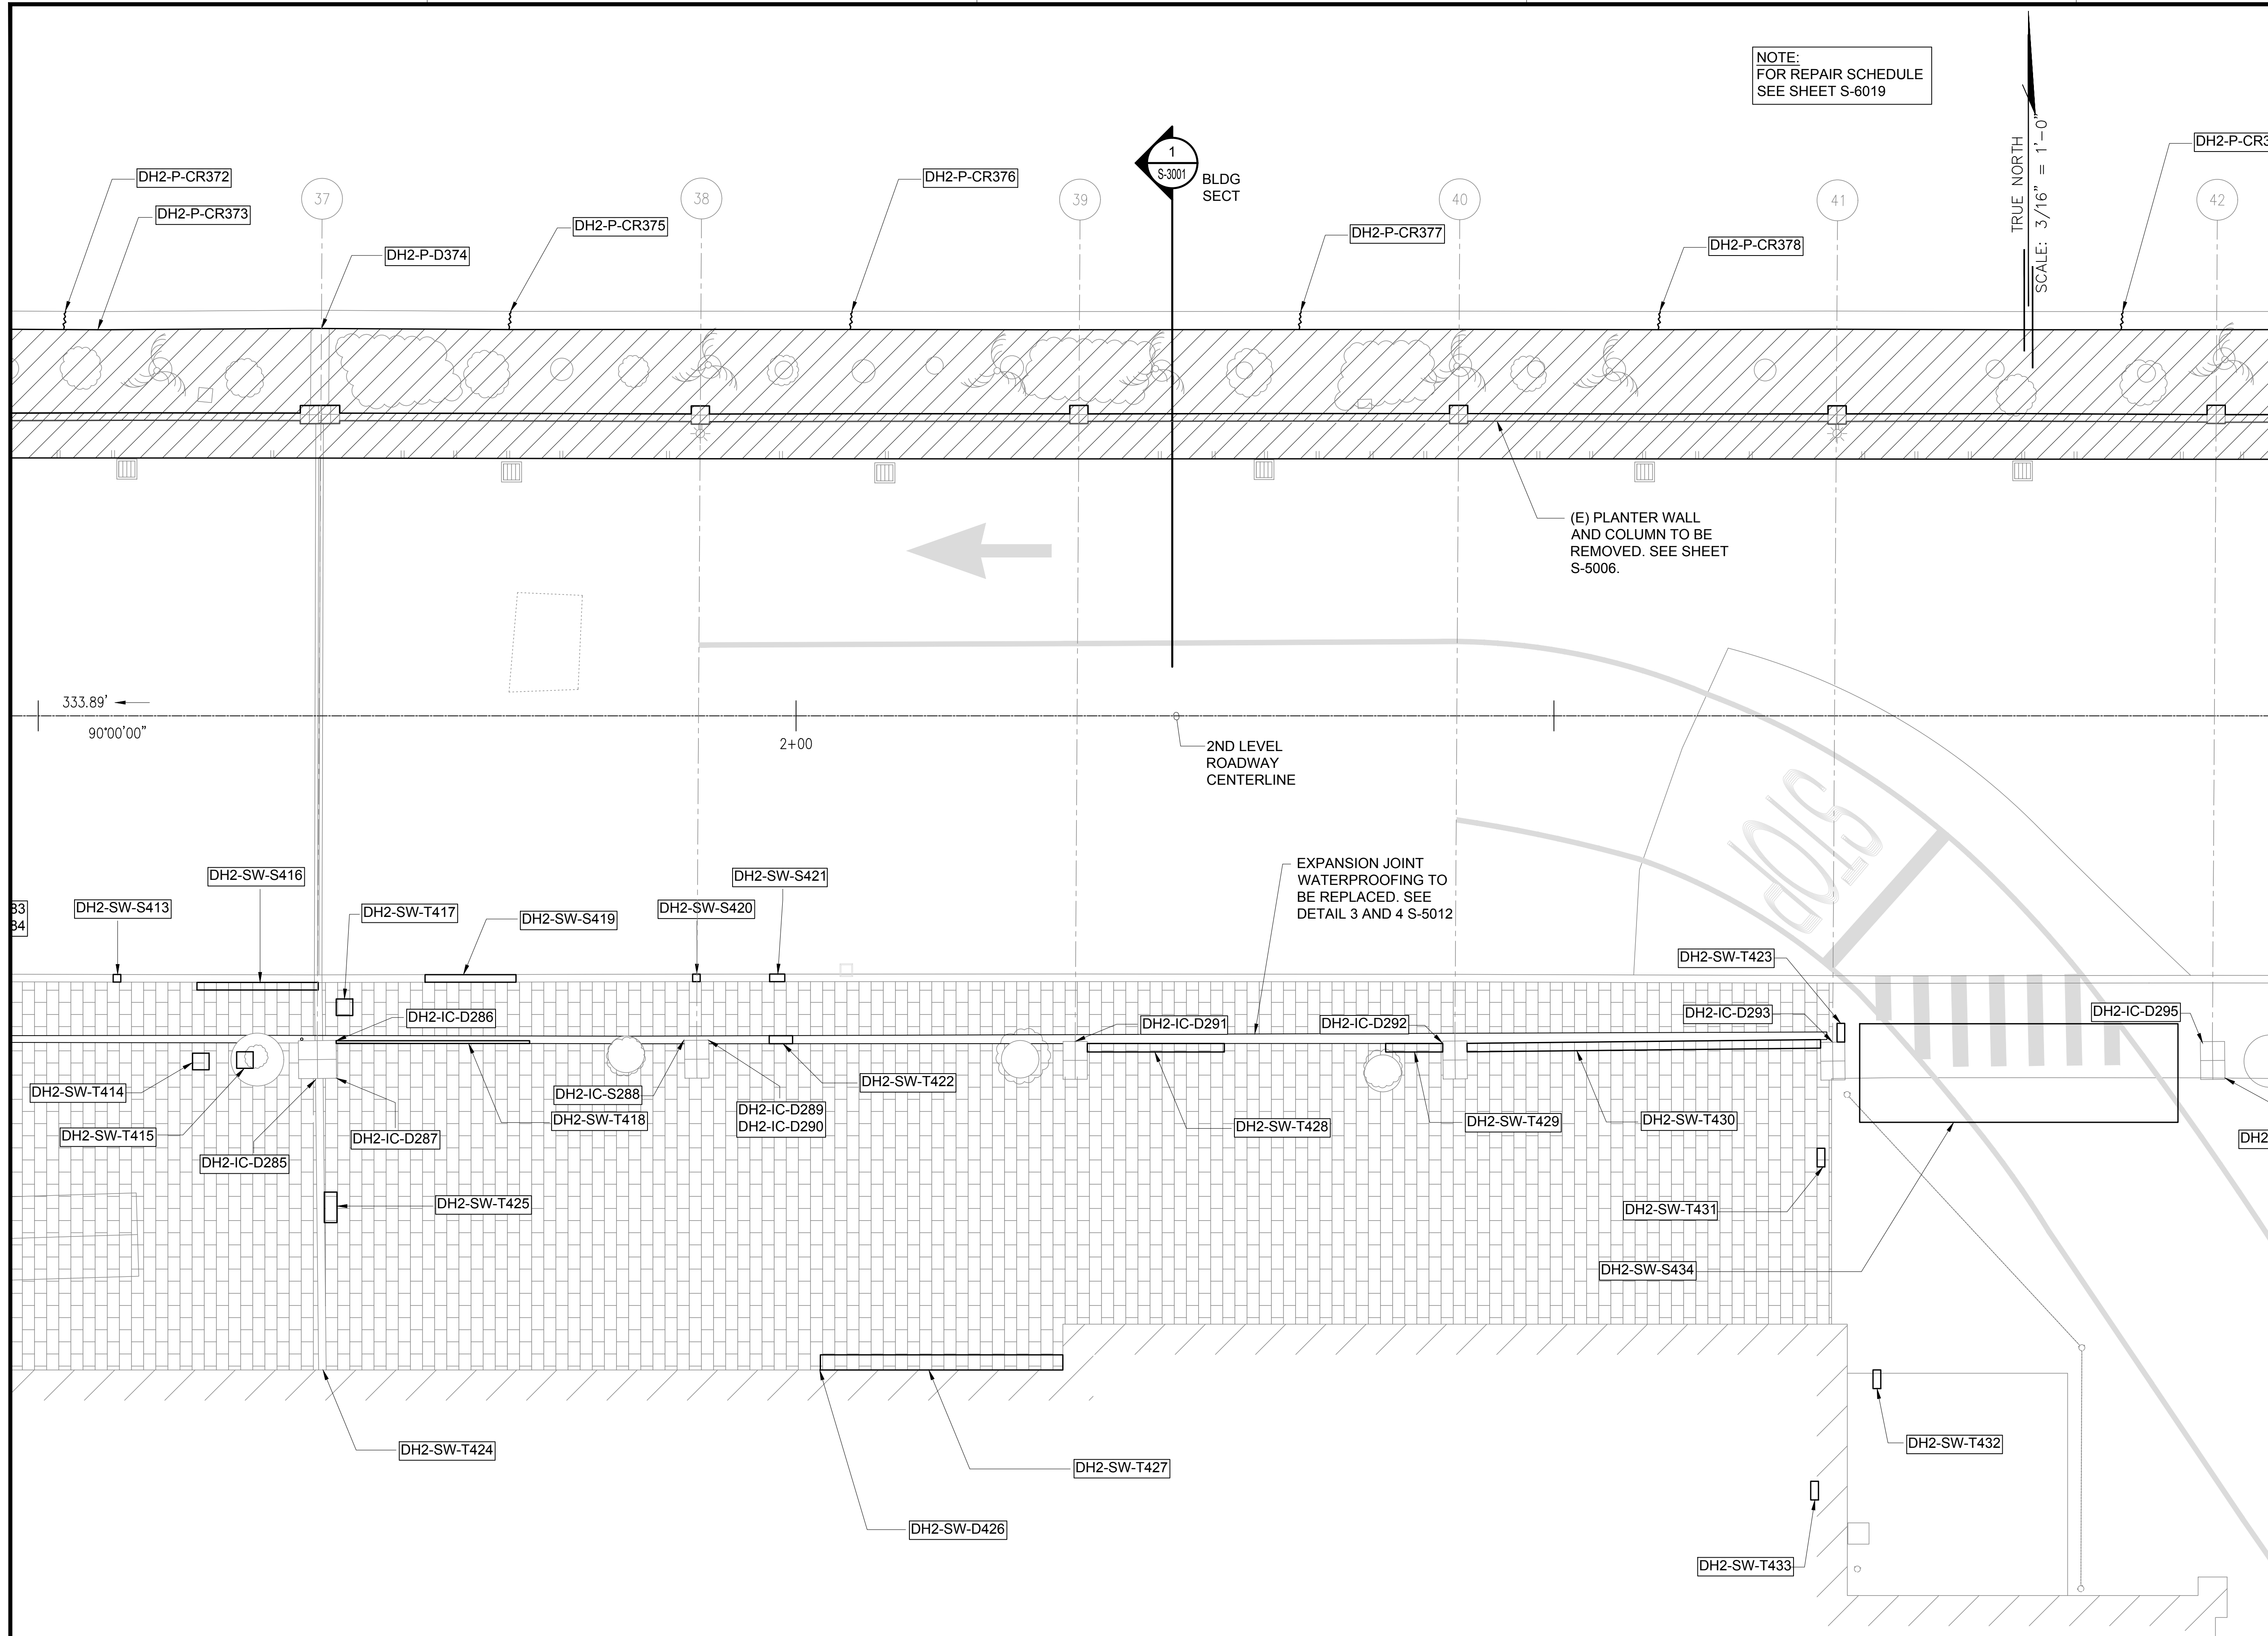 NOTE:
FOR REPAIR SCHEDULE
SEE SHEET S-6019
TRUE NORTH
SCALE: 3/16" = 1'-0"
1
S-3001
BLDG
SECT
DH2-P-CR372
DH2-P-CR373
37
DH2-P-D374
DH2-P-CR375
38
DH2-P-CR376
39
DH2-P-CR377
40
DH2-P-CR378
41
42
DH2-P-CR3
(E) PLANTER WALL
AND COLUMN TO BE
REMOVED. SEE SHEET
S-5006.
333.89'
90°00'00"
2+00
2ND LEVEL
ROADWAY
CENTERLINE
STOP
83
84
DH2-SW-S413
DH2-SW-S416
DH2-SW-T417
DH2-SW-S419
DH2-SW-S420
DH2-SW-S421
EXPANSION JOINT
WATERPROOFING TO
BE REPLACED. SEE
DETAIL 3 AND 4 S-5012
DH2-SW-T423
DH2-IC-D286
DH2-IC-D291
DH2-IC-D292
DH2-IC-D293
DH2-IC-D295
DH2-SW-T414
DH2-SW-T415
DH2-IC-D285
DH2-IC-D287
DH2-IC-S288
DH2-SW-T418
DH2-IC-D289
DH2-IC-D290
DH2-SW-T422
DH2-SW-T428
DH2-SW-T429
DH2-SW-T430
DH2
DH2-SW-T425
DH2-SW-T431
DH2-SW-S434
DH2-SW-T424
DH2-SW-T427
DH2-SW-D426
DH2-SW-T432
DH2-SW-T433